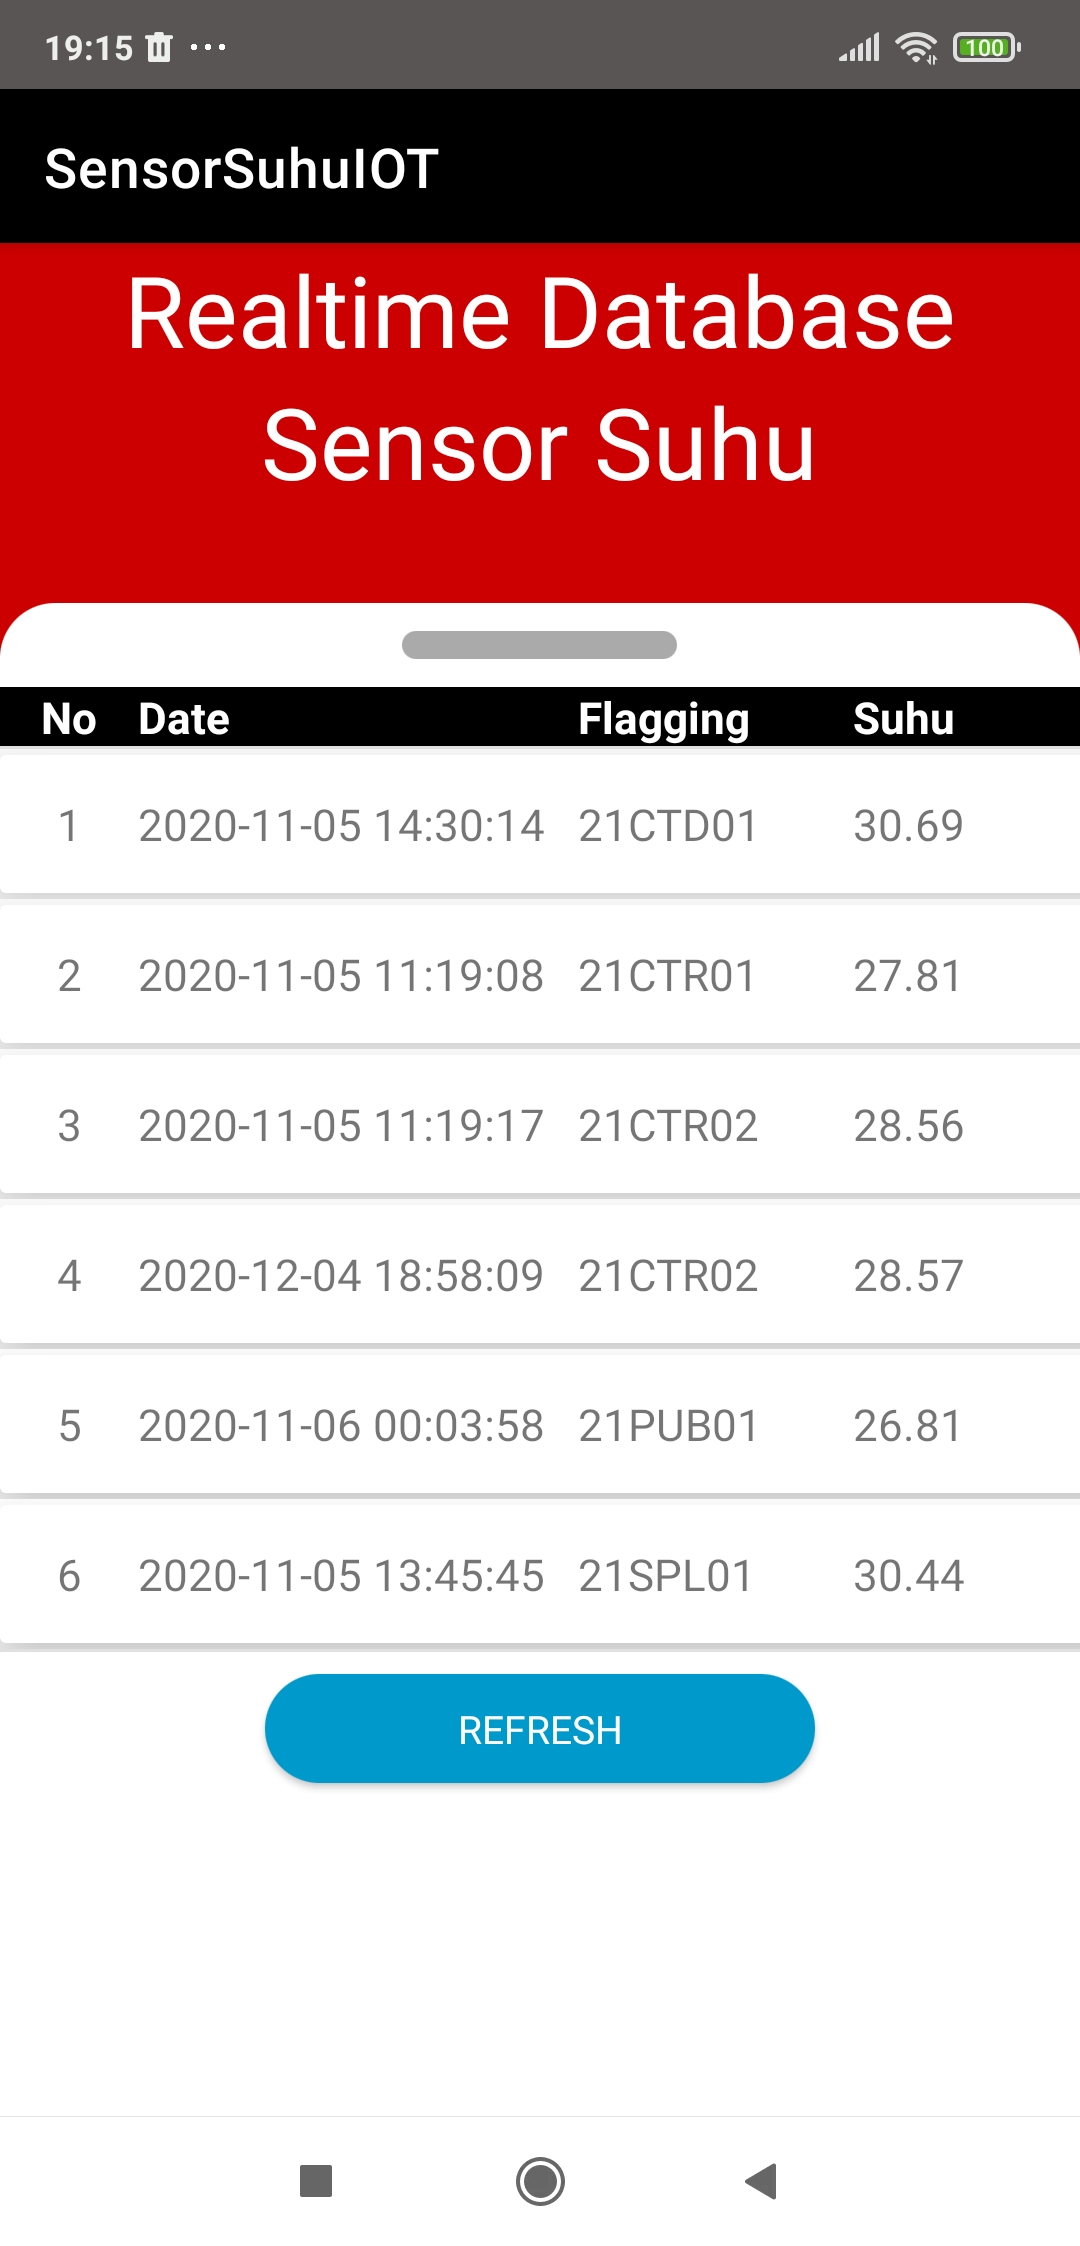 19:15 ... 100
SensorSuhuIOT
Realtime Database
Sensor Suhu
No Date Flagging Suhu
1 2020-11-05 14:30:14 21CTD01 30.69
2 2020-11-05 11:19:08 21CTR01 27.81
3 2020-11-05 11:19:17 21CTR02 28.56
4 2020-12-04 18:58:09 21CTR02 28.57
5 2020-11-06 00:03:58 21PUB01 26.81
6 2020-11-05 13:45:45 21SPL01 30.44
REFRESH